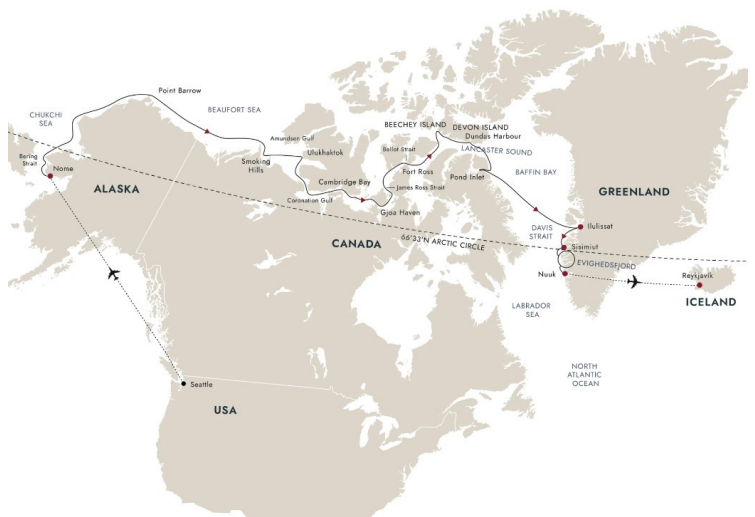 Point Barrow
CHUKCHI
SEA
BEAUFORT SEA
Bering
Strait
Nome
ALASKA
Amundsen Gulf
Ulukhaktok
Smoking
Hills
Cambridge Bay
Coronation Gulf
BEECHEY ISLAND
DEVON ISLAND
Dundas Harbour
LANCASTER SOUND
Bellot Strait
Fort Ross
James Ross Strait
Gjoa Haven
Pond Inlet
BAFFIN BAY
GREENLAND
CANADA
66°33'N ARCTIC CIRCLE
DAVIS
STRAIT
Ilulissat
Sisimiut
EVIGHEDSFJORD
Nuuk
Reykjavík
ICELAND
LABRADOR
SEA
NORTH
ATLANTIC
OCEAN
Seattle
USA